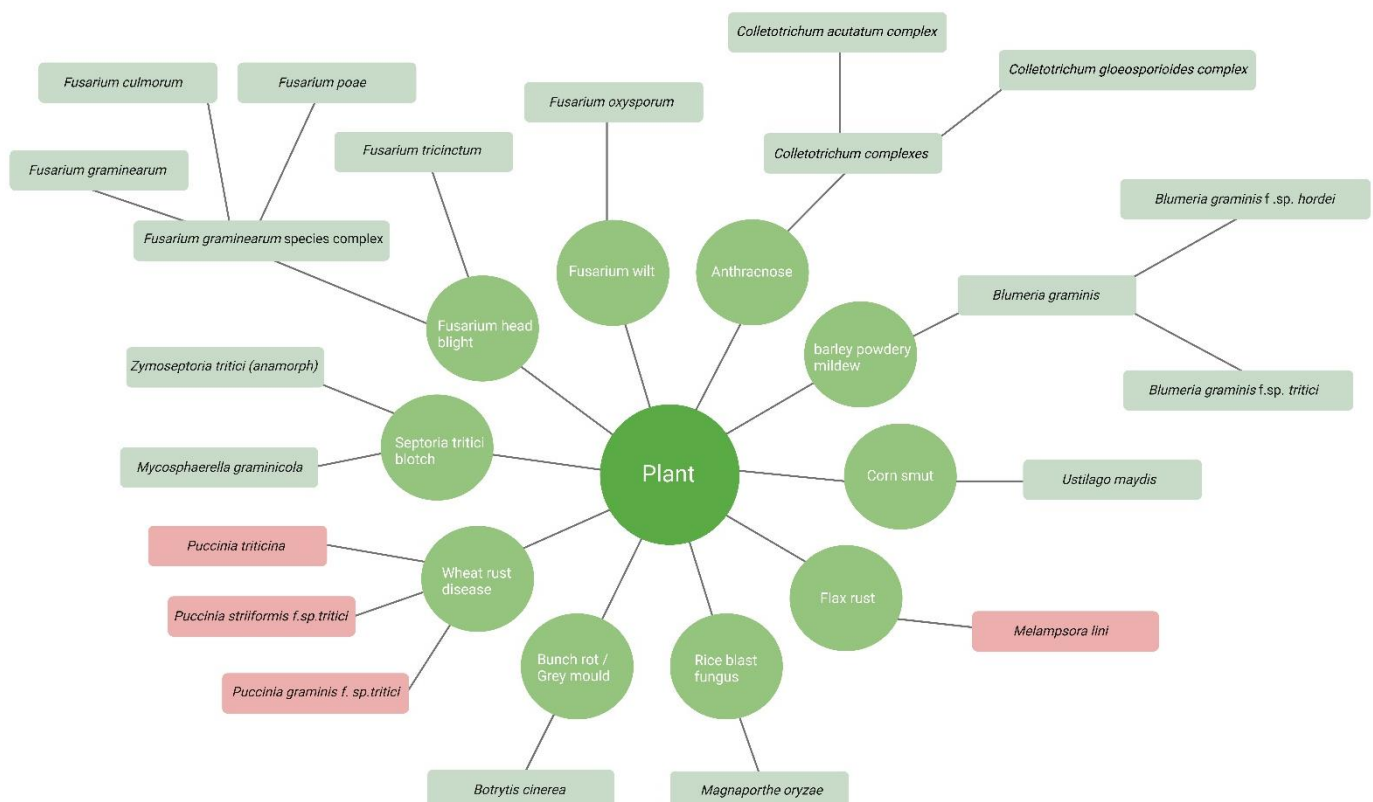 Colletotrichum acutatum complex
Colletotrichum gloeosporioides complex
Fusarium culmorum
Fusarium poae
Fusarium oxysporum
Fusarium tricinctum
Colletotrichum complexes
Fusarium graminearum
Blumeria graminis f .sp. hordei
Fusarium graminearum species complex
Fusarium wilt
Anthracnose
Blumeria graminis
Fusarium head
blight
barley powdery
mildew
Zymoseptoria tritici (anamorph)
Blumeria graminis f.sp. tritici
Septoria tritici
blotch
Mycosphaerella graminicola
Plant
Corn smut
Ustilago maydis
Puccinia triticina
Wheat rust
disease
Puccinia striiformis f.sp.tritici
Flax rust
Melampsora lini
Puccinia graminis f. sp.tritici
Bunch rot /
Grey mould
Rice blast
fungus
Botrytis cinerea
Magnaporthe oryzae